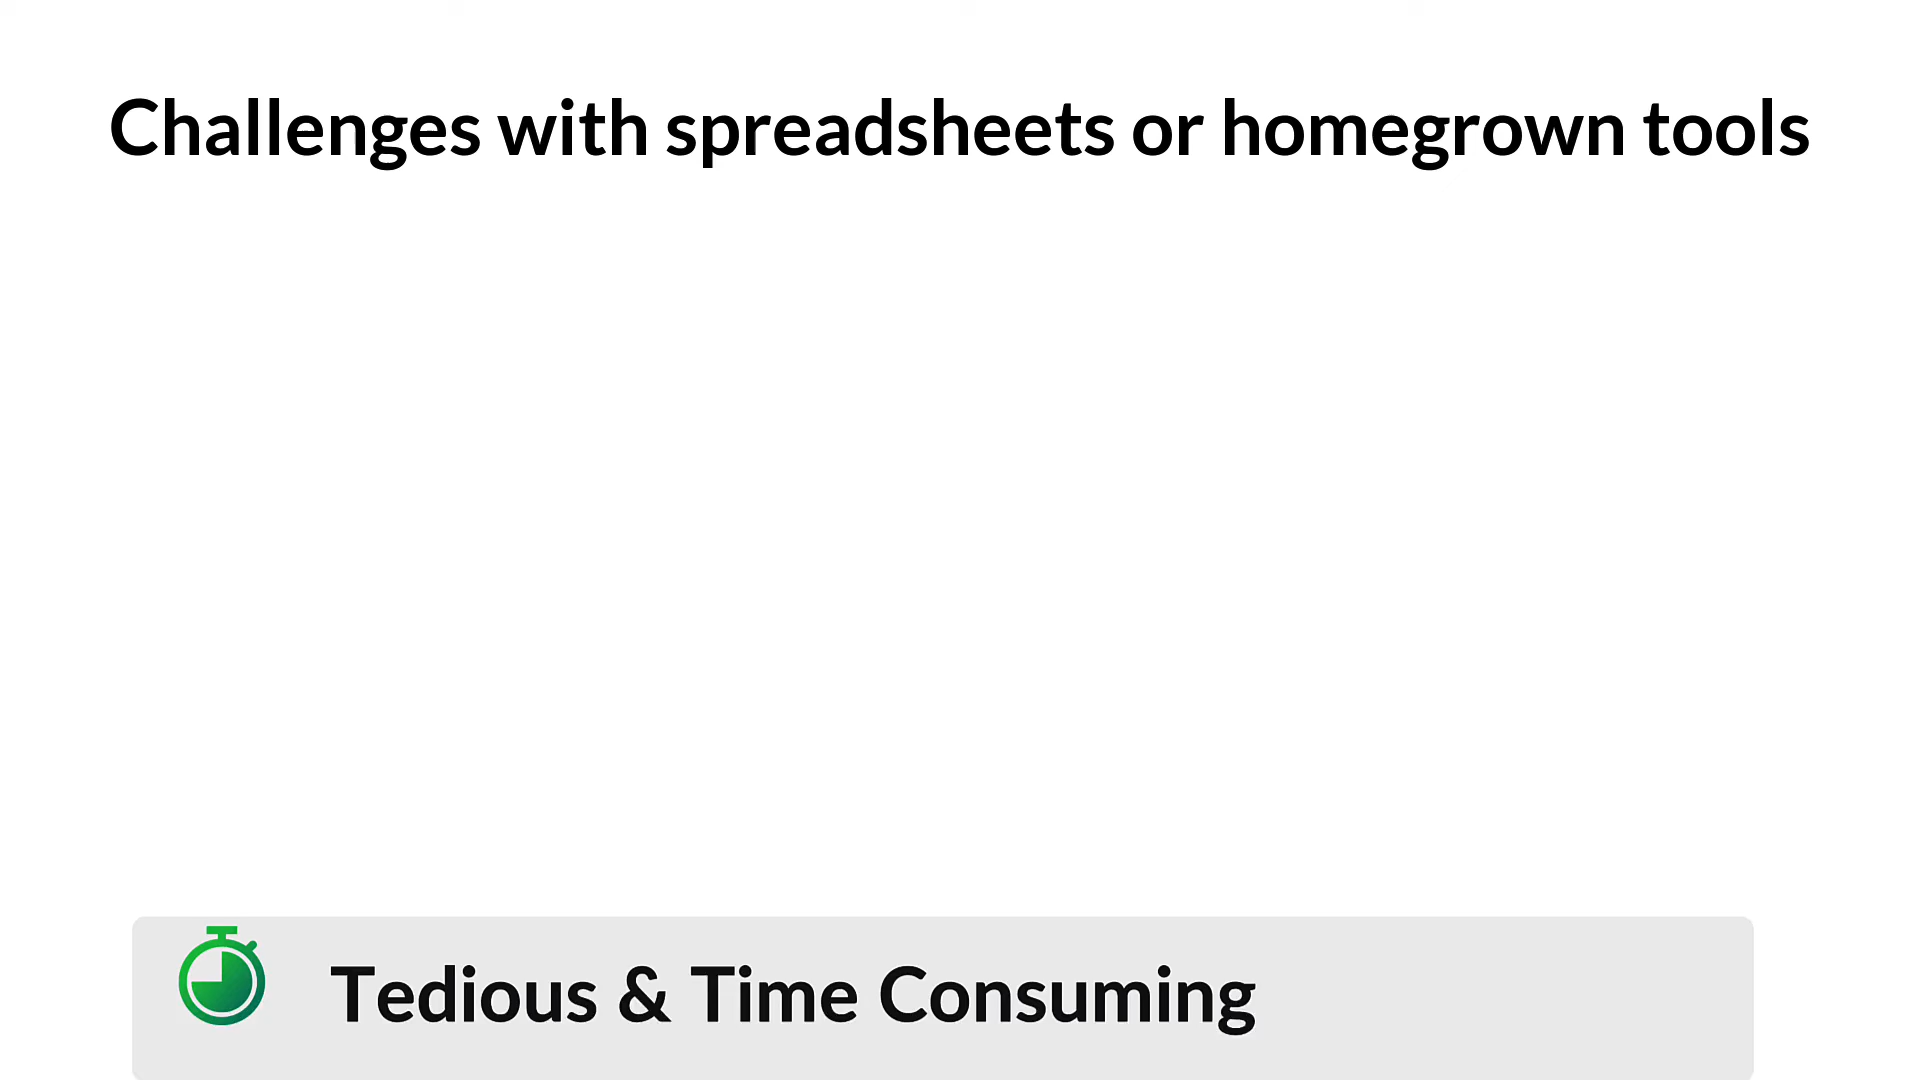 Challenges with spreadsheets or homegrown tools
Tedious & Time Consuming